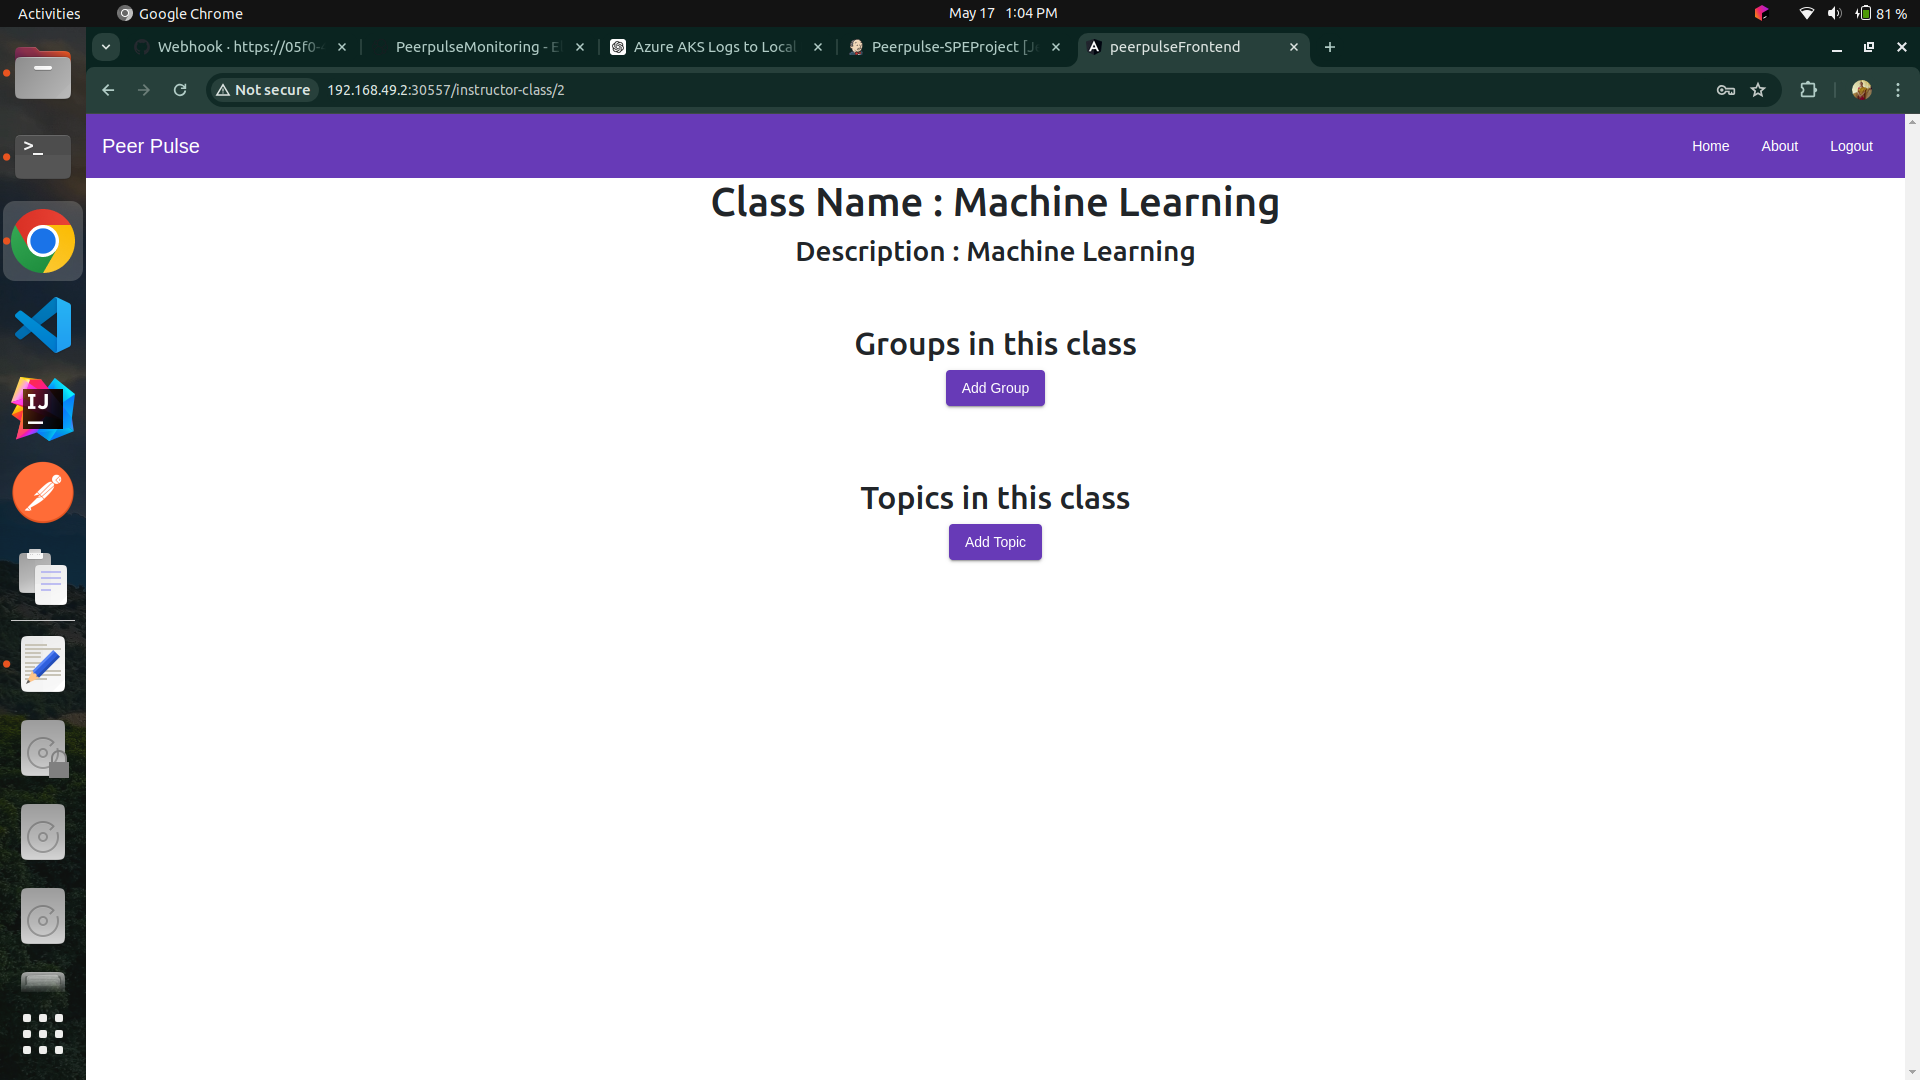 Activities Google Chrome May 17 1:04 PM 81 %
Webhook · https://05f0- PeerpulseMonitoring - El Azure AKS Logs to Local Peerpulse-SPEProject [Je peerpulseFrontend
Not secure 192.168.49.2:30557/instructor-class/2
Peer Pulse Home About Logout
Class Name : Machine Learning
Description : Machine Learning
Groups in this class
Add Group
Topics in this class
Add Topic